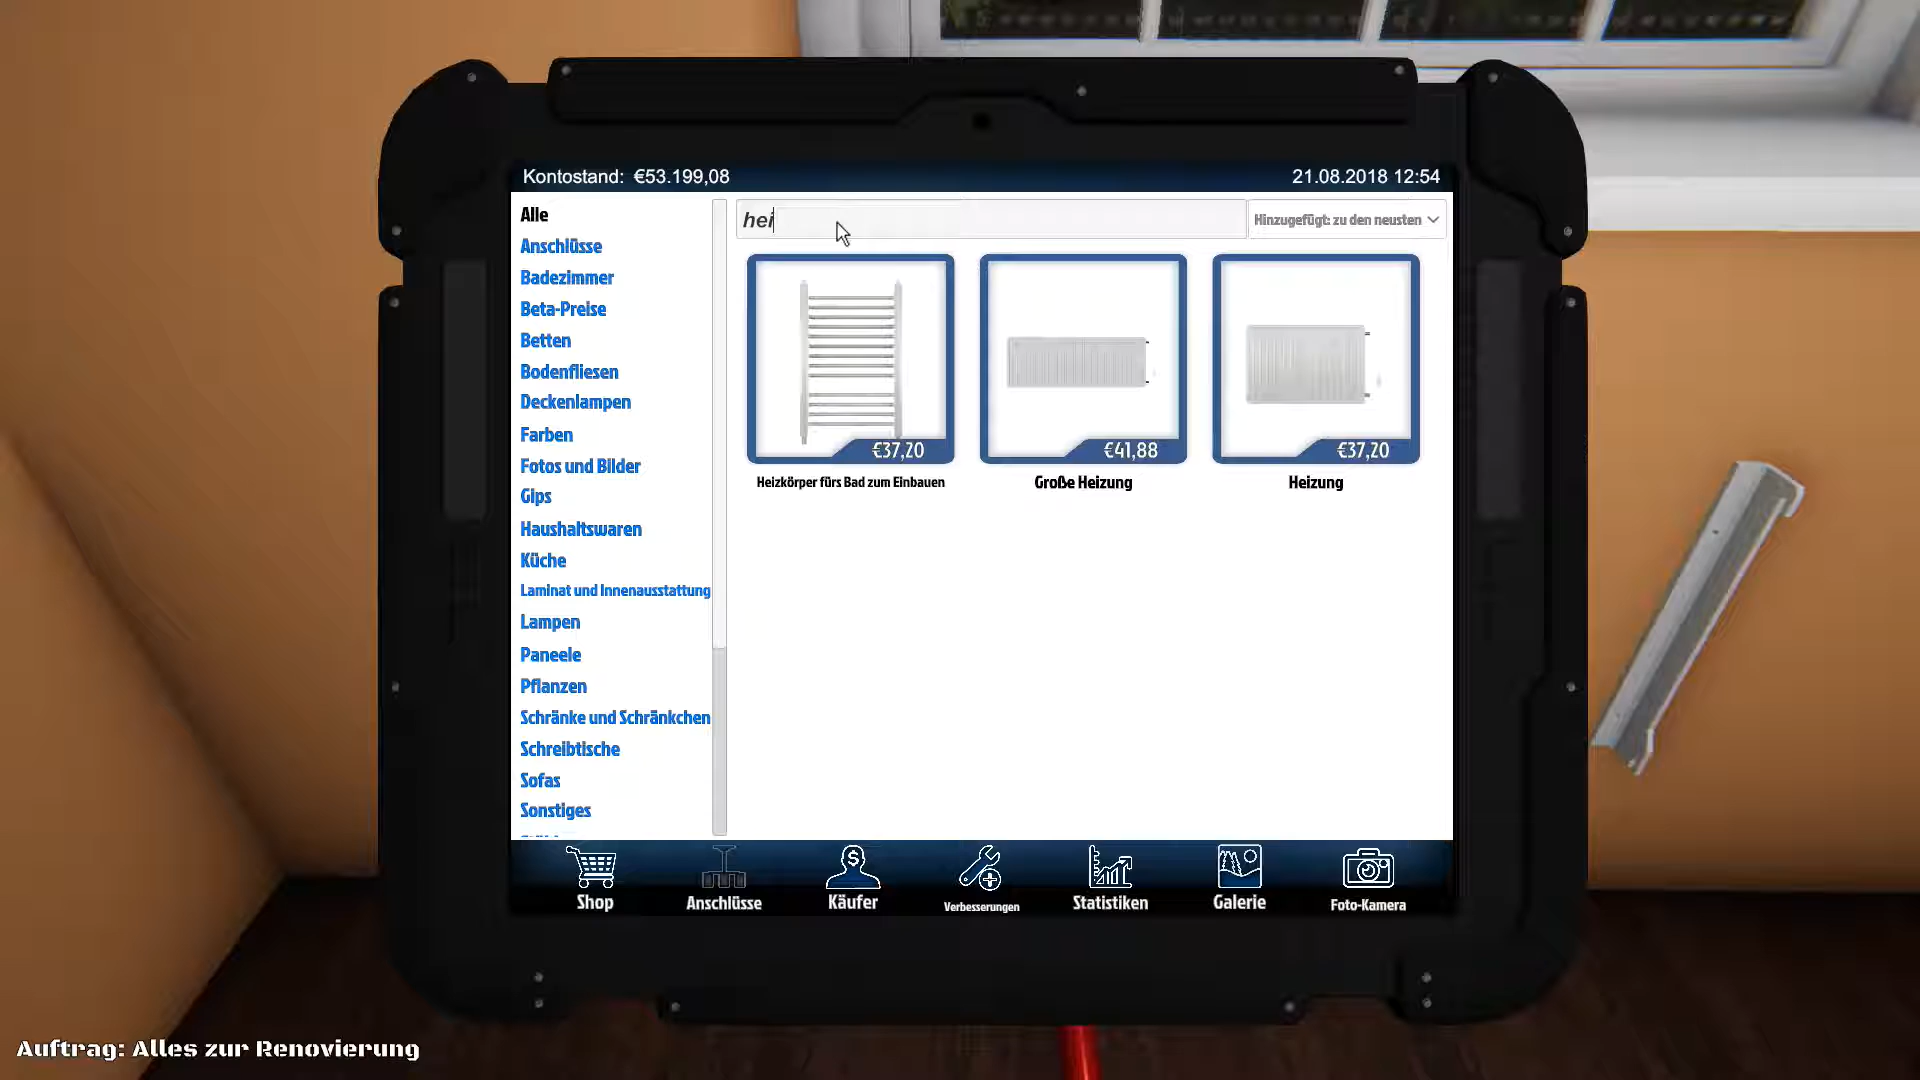 Kontostand: €53.199,08
21.08.2018 12:54
Alle
Anschlüsse
Badezimmer
Beta-Preise
Betten
Bodenfliesen
Deckenlampen
Farben
Fotos und Bilder
Gips
Haushaltswaren
Küche
Laminat und Innenausstattung
Lampen
Paneele
Pflanzen
Schränke und Schränkchen
Schreibtische
Sofas
Sonstiges
hei
Hinzugefügt: zu den neusten
€37,20
€41,88
€37,20
Heizkörper fürs Bad zum Einbauen
Große Heizung
Heizung
Shop
Anschlüsse
Käufer
Verbesserungen
Statistiken
Galerie
Foto-Kamera
Auftrag: Alles zur Renovierung